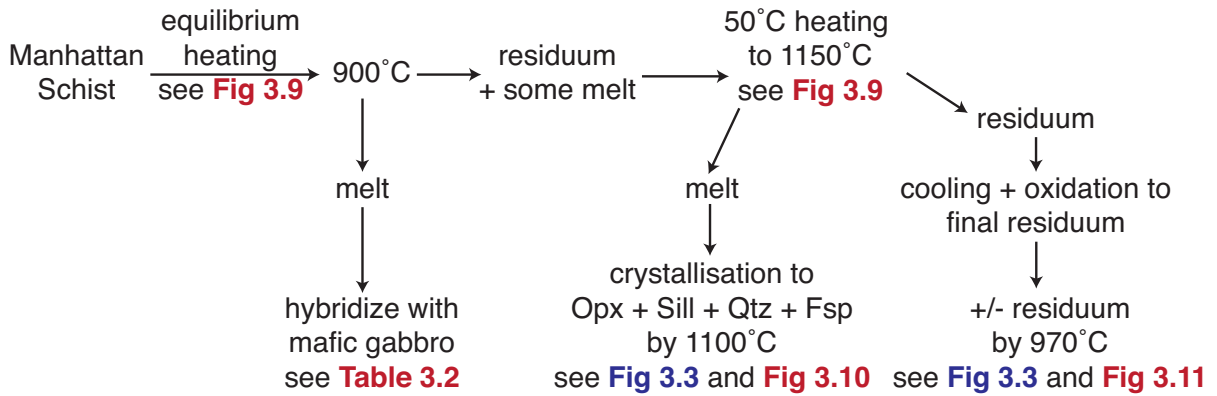 Manhattan
Schist
equilibrium
heating
see Fig 3.9
900°C
residuum
+ some melt
50°C heating
to 1150°C
see Fig 3.9
residuum
melt
melt
cooling + oxidation to
final residuum
hybridize with
mafic gabbro
see Table 3.2
crystallisation to
Opx + Sill + Qtz + Fsp
by 1100°C
see Fig 3.3 and Fig 3.10
+/- residuum
by 970°C
see Fig 3.3 and Fig 3.11